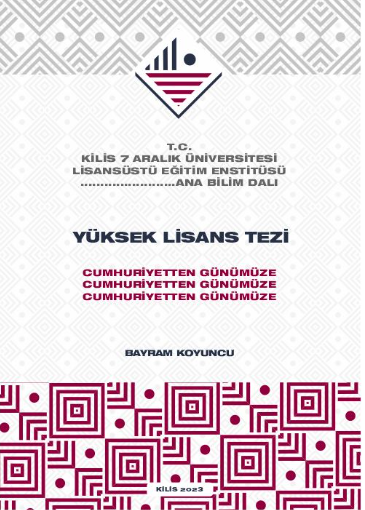 T.C.
KİLİS 7 ARALIK ÜNİVERSİTESİ
LİSANSÜSTÜ EĞİTİM ENSTİTÜSÜ
........................ANA BİLİM DALI
YÜKSEK LİSANS TEZİ
CUMHURİYETTEN GÜNÜMÜZE
CUMHURİYETTEN GÜNÜMÜZE
CUMHURİYETTEN GÜNÜMÜZE
BAYRAM KOYUNCU
KİLİS 2023